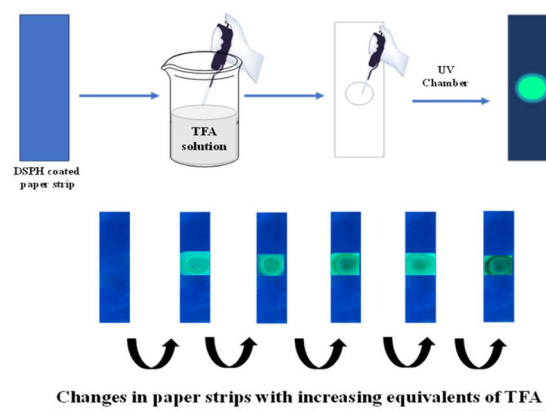 UV
Chamber
TFA
solution
DSPH coated
paper strip
Changes in paper strips with increasing equivalents of TFA